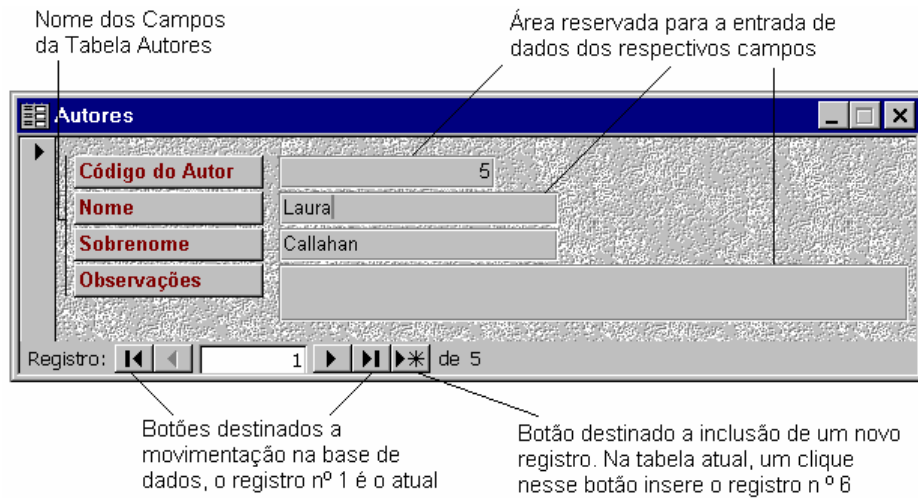 Nome dos Campos
da Tabela Autores
Área reservada para a entrada de
dados dos respectivos campos
Autores
Código do Autor 5
Nome Laura
Sobrenome Callahan
Observações
Registro: 1 de 5
Botões destinados a
movimentação na base de
dados, o registro nº 1 é o atual
Botão destinado a inclusão de um novo
registro. Na tabela atual, um clique
nesse botão insere o registro n º 6